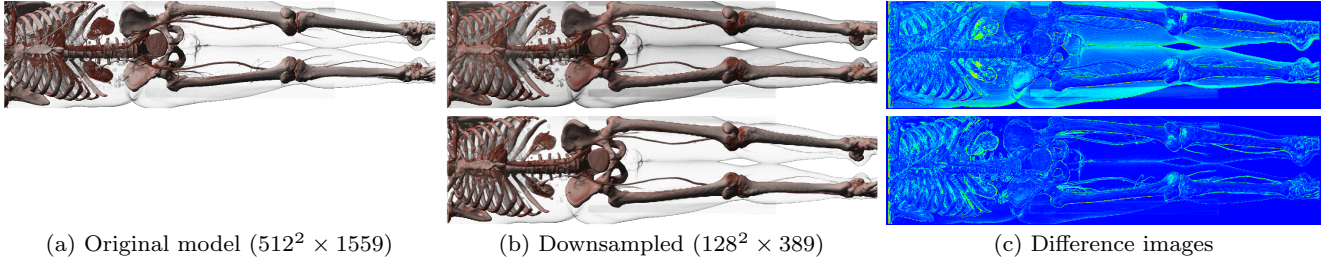 (a) Original model (512² × 1559)
(b) Downsampled (128² × 389)
(c) Difference images